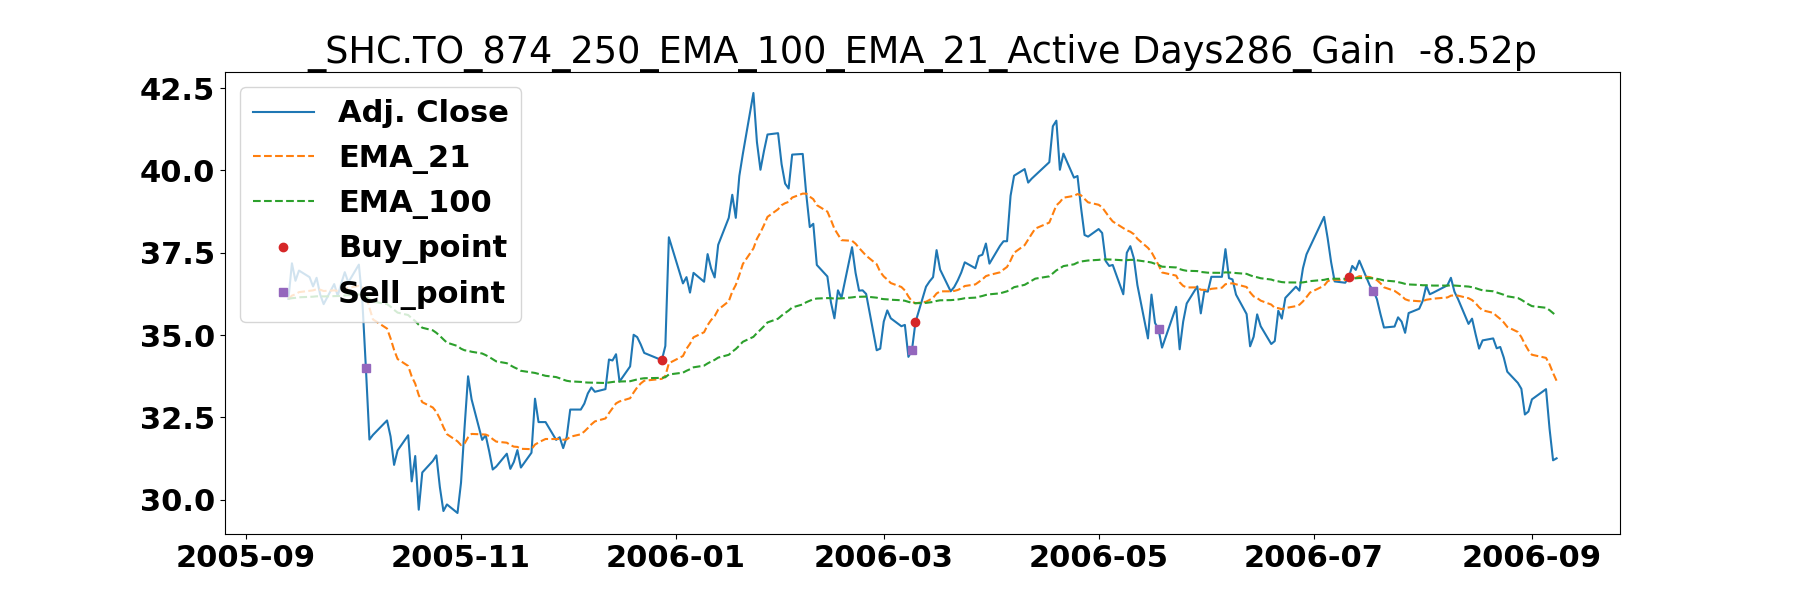 _SHC.TO_874_250_EMA_100_EMA_21_Active Days286_Gain  -8.52p
42.5
40.0
37.5
35.0
32.5
30.0
Adj. Close
EMA_21
EMA_100
Buy_point
Sell_point
2005-09 2005-11 2006-01 2006-03 2006-05 2006-07 2006-09